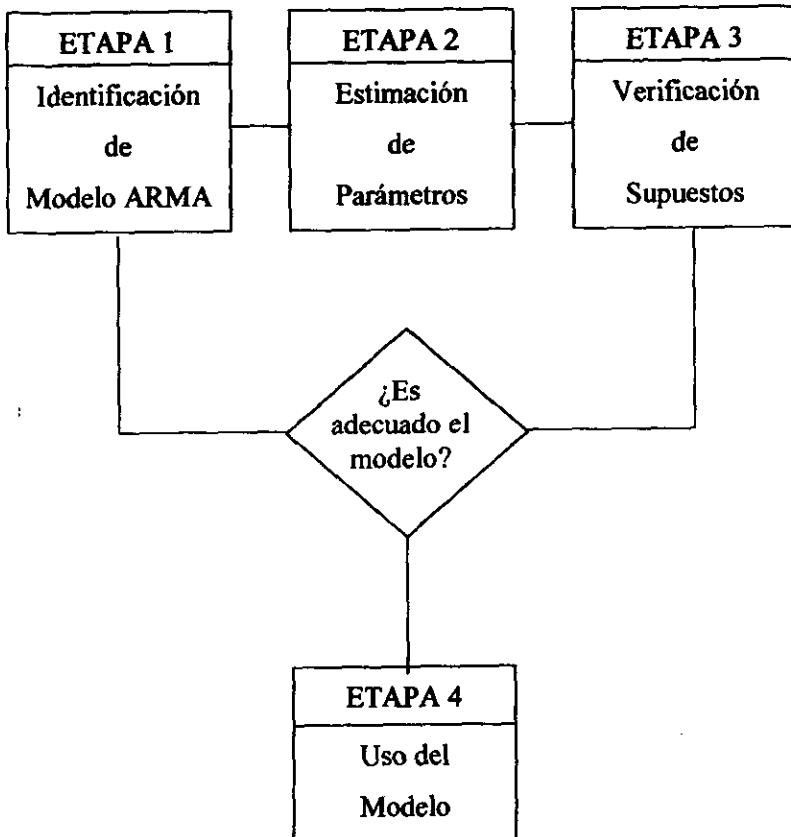 ETAPA 1
Identificación
de
Modelo ARMA
ETAPA 2
Estimación
de
Parámetros
ETAPA 3
Verificación
de
Supuestos
¿Es
adecuado el
modelo?
ETAPA 4
Uso del
Modelo